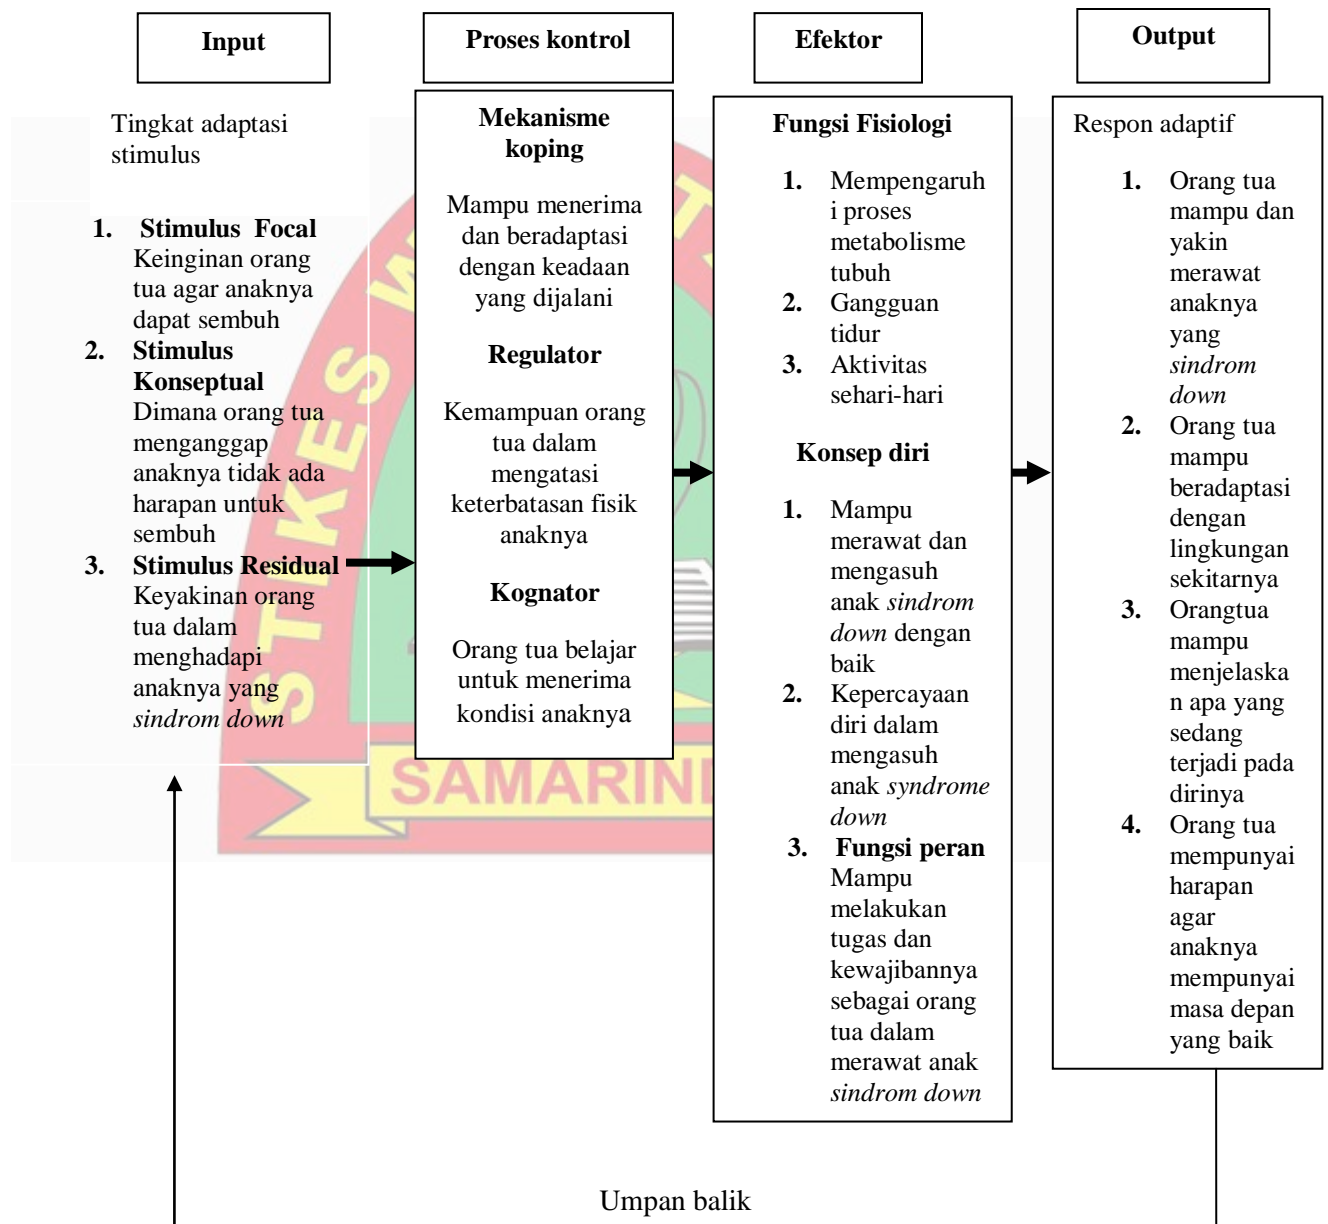 Input
Tingkat adaptasi
stimulus
1. Stimulus Focal
Keinginan orang
tua agar anaknya
dapat sembuh
2. Stimulus
Konseptual
Dimana orang tua
menganggap
anaknya tidak ada
harapan untuk
sembuh
3. Stimulus Residual
Keyakinan orang
tua dalam
menghadapi
anaknya yang
sindrom down
Proses kontrol
Mekanisme
koping
Mampu menerima
dan beradaptasi
dengan keadaan
yang dijalani
Regulator
Kemampuan orang
tua dalam
mengatasi
keterbatasan fisik
anaknya
Kognator
Orang tua belajar
untuk menerima
kondisi anaknya
Efektor
Fungsi Fisiologi
1. Mempengaruh
i proses
metabolisme
tubuh
2. Gangguan
tidur
3. Aktivitas
sehari-hari
Konsep diri
1. Mampu
merawat dan
mengasuh
anak sindrom
down dengan
baik
2. Kepercayaan
diri dalam
mengasuh
anak syndrome
down
3. Fungsi peran
Mampu
melakukan
tugas dan
kewajibannya
sebagai orang
tua dalam
merawat anak
sindrom down
Output
Respon adaptif
1. Orang tua
mampu dan
yakin
merawat
anaknya
yang
sindrom
down
2. Orang tua
mampu
beradaptasi
dengan
lingkungan
sekitarnya
3. Orangtua
mampu
menjelaska
n apa yang
sedang
terjadi pada
dirinya
4. Orang tua
mempunyai
harapan
agar
anaknya
mempunyai
masa depan
yang baik
Umpan balik
STIKES W
SAMARIND